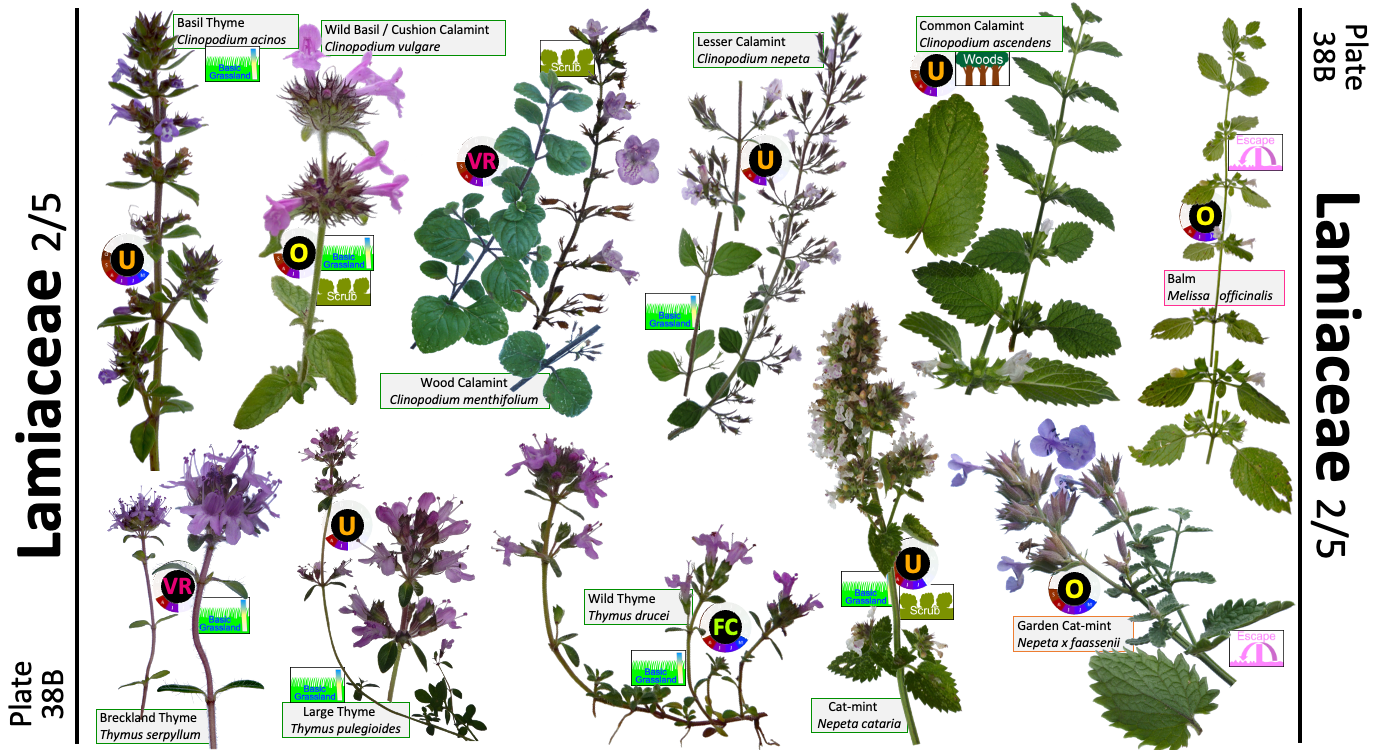 Lamiaceae 2/5
Plate
38B
Basil Thyme
Clinopodium acinos
Basic
Grassland
U
Wild Basil / Cushion Calamint
Clinopodium vulgare
O
Basic
Grassland
Scrub
Scrub
VR
Wood Calamint
Clinopodium menthifolium
Lesser Calamint
Clinopodium nepeta
U
Basic
Grassland
Common Calamint
Clinopodium ascendens
U
Woods
Escape
O
Balm
Melissa officinalis
VR
Basic
Grassland
Breckland Thyme
Thymus serpyllum
U
Basic
Grassland
Large Thyme
Thymus pulegioides
Wild Thyme
Thymus drucei
FC
Basic
Grassland
U
Basic
Grassland
Scrub
Cat-mint
Nepeta cataria
O
Garden Cat-mint
Nepeta x faassenii
Escape
Plate
38B
Lamiaceae 2/5